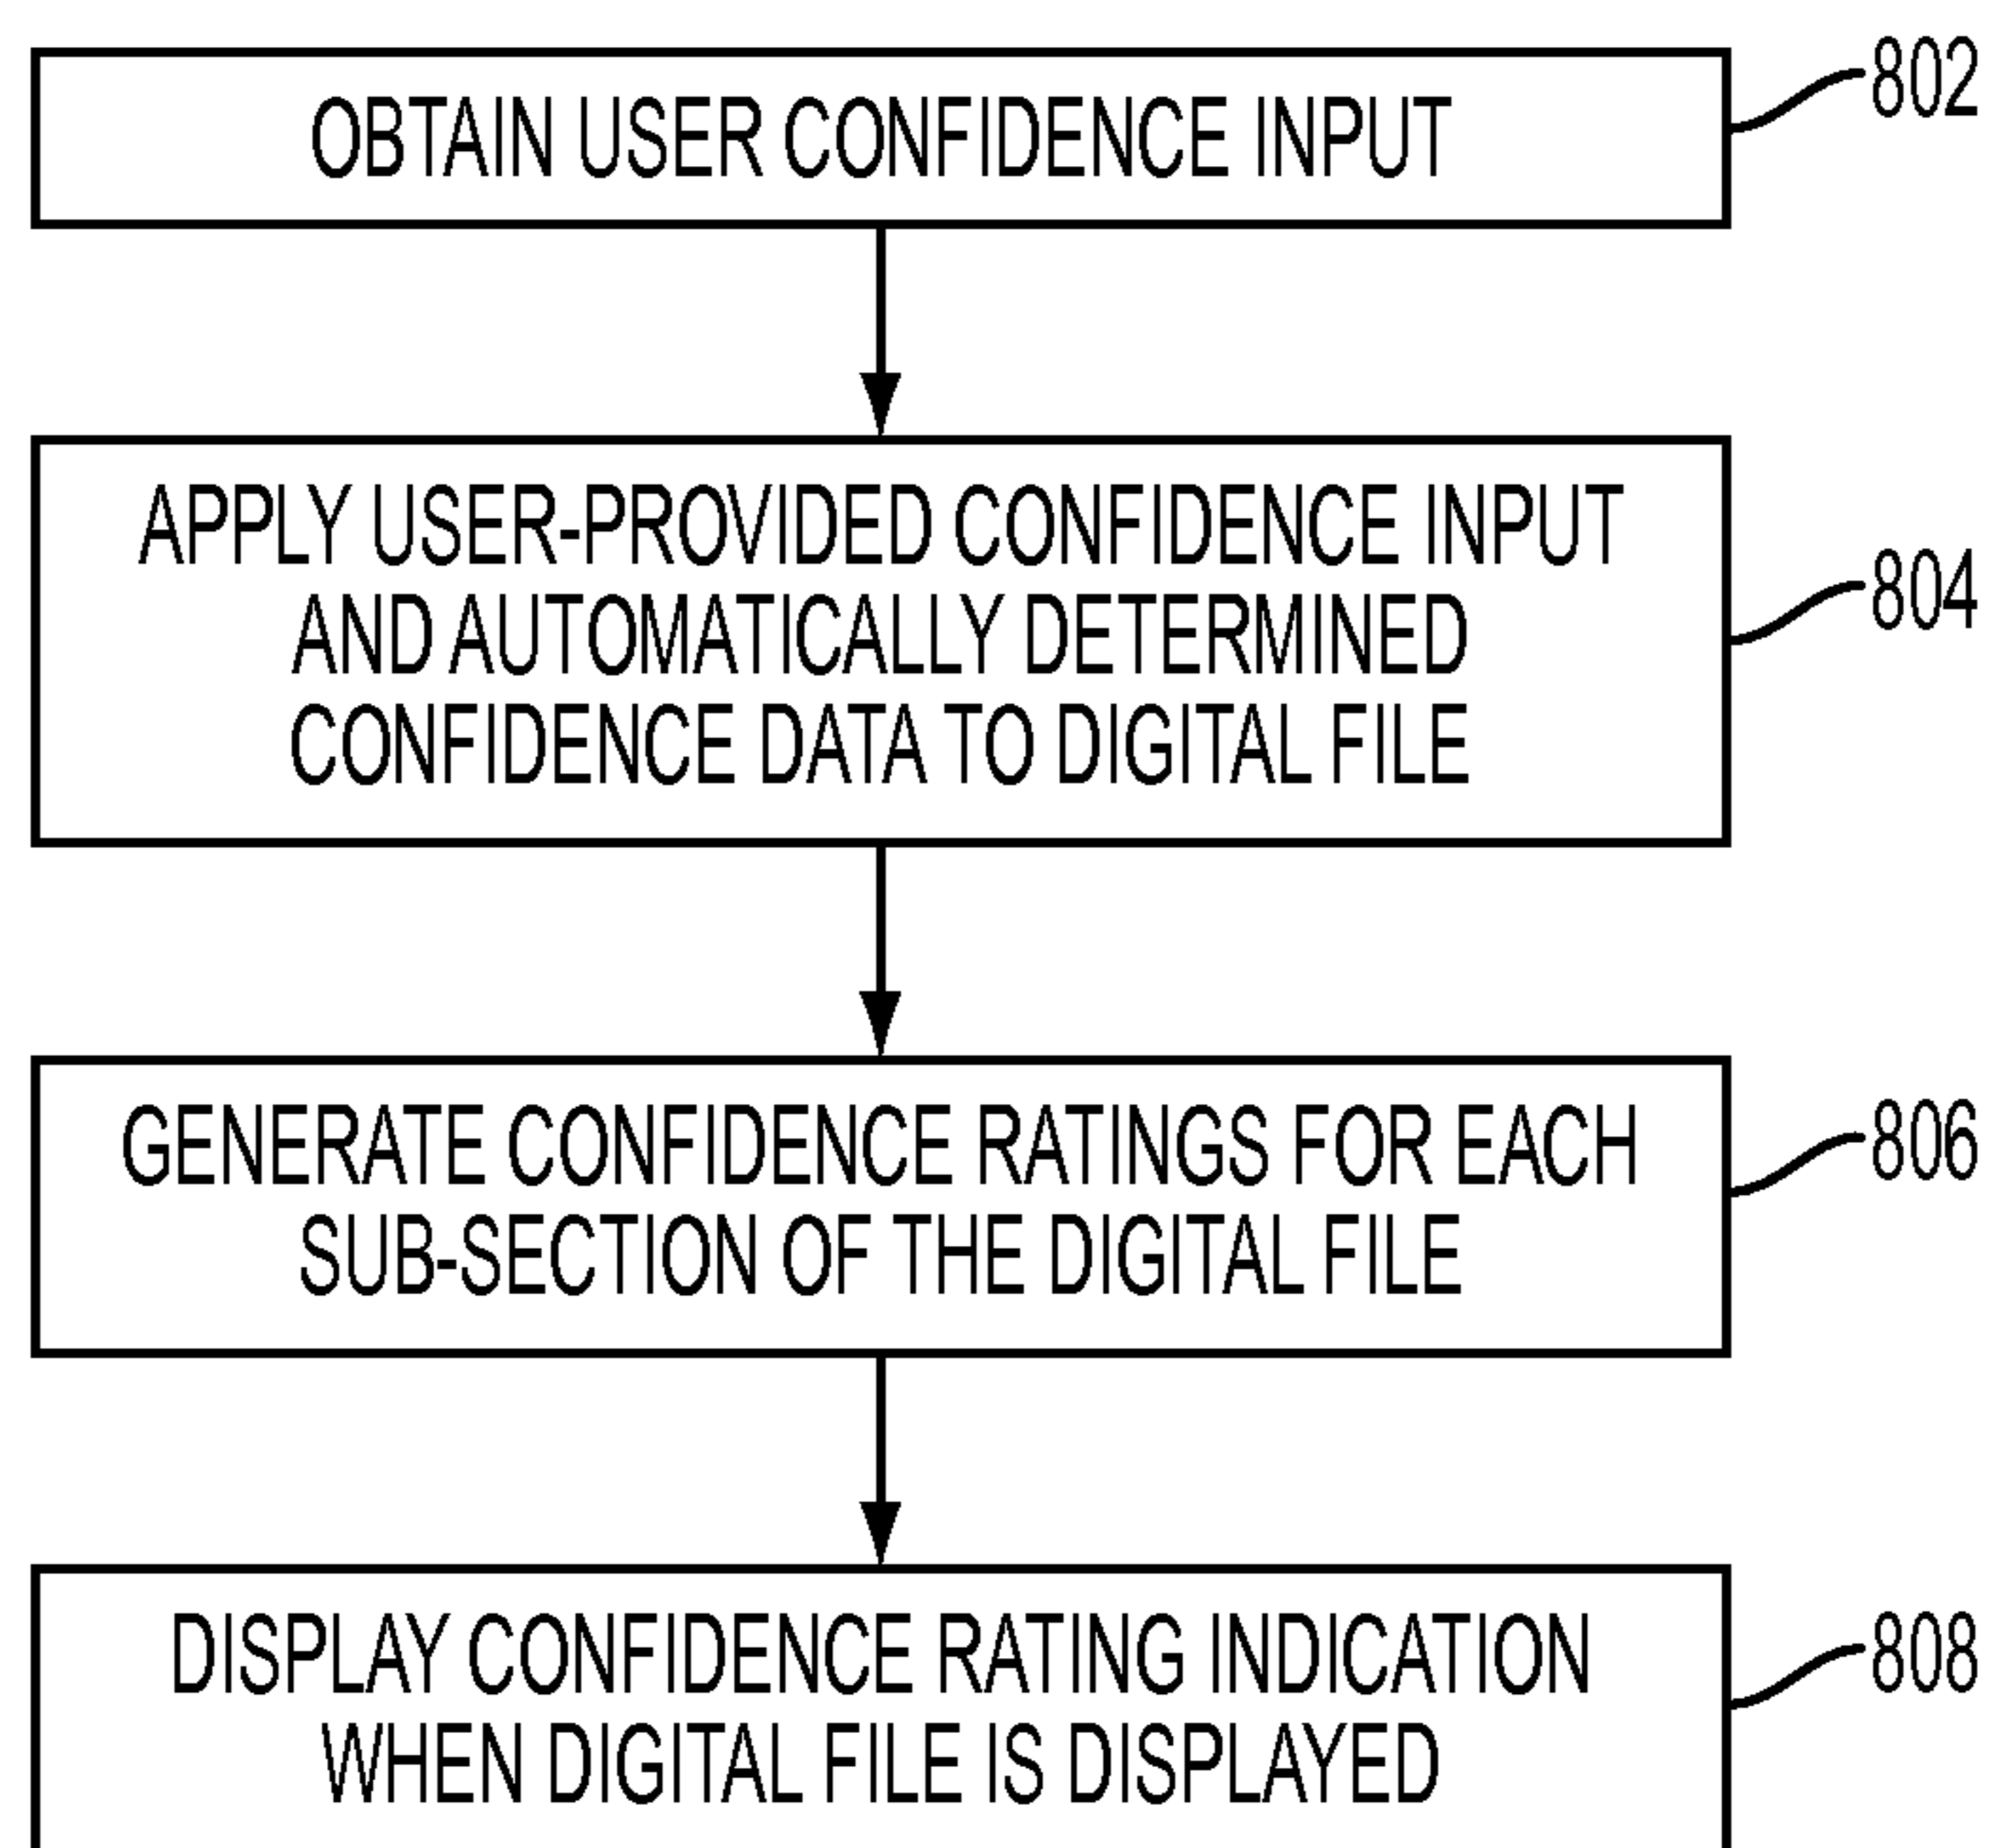 OBTAIN USER CONFIDENCE INPUT
802
APPLY USER-PROVIDED CONFIDENCE INPUT
AND AUTOMATICALLY DETERMINED
CONFIDENCE DATA TO DIGITAL FILE
804
GENERATE CONFIDENCE RATINGS FOR EACH
SUB-SECTION OF THE DIGITAL FILE
806
DISPLAY CONFIDENCE RATING INDICATION
WHEN DIGITAL FILE IS DISPLAYED
808